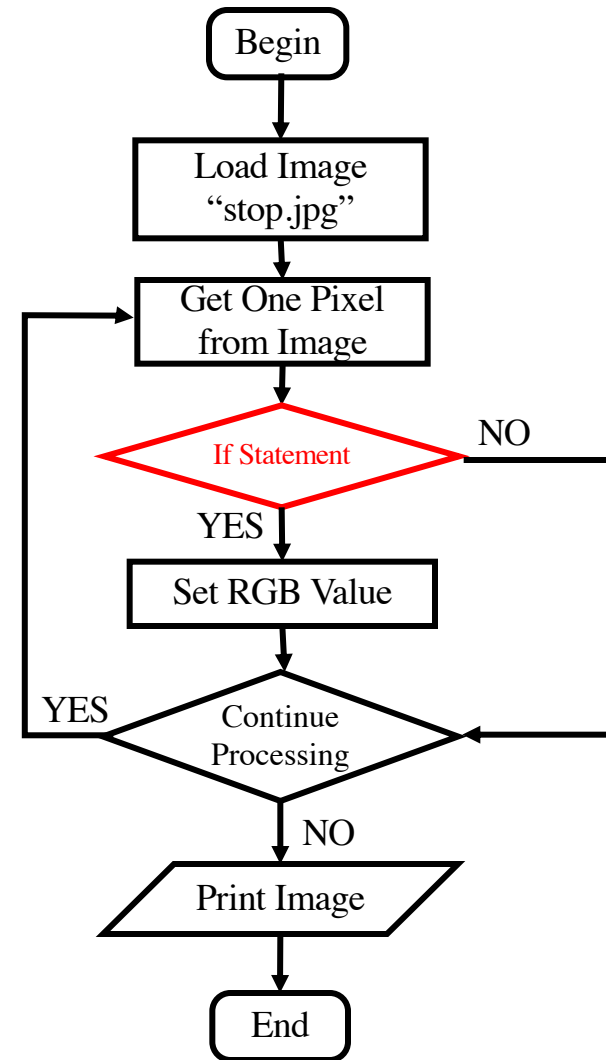 Begin
Load Image
“stop.jpg”
Get One Pixel
from Image
If Statement
NO
YES
Set RGB Value
YES
Continue
Processing
NO
Print Image
End